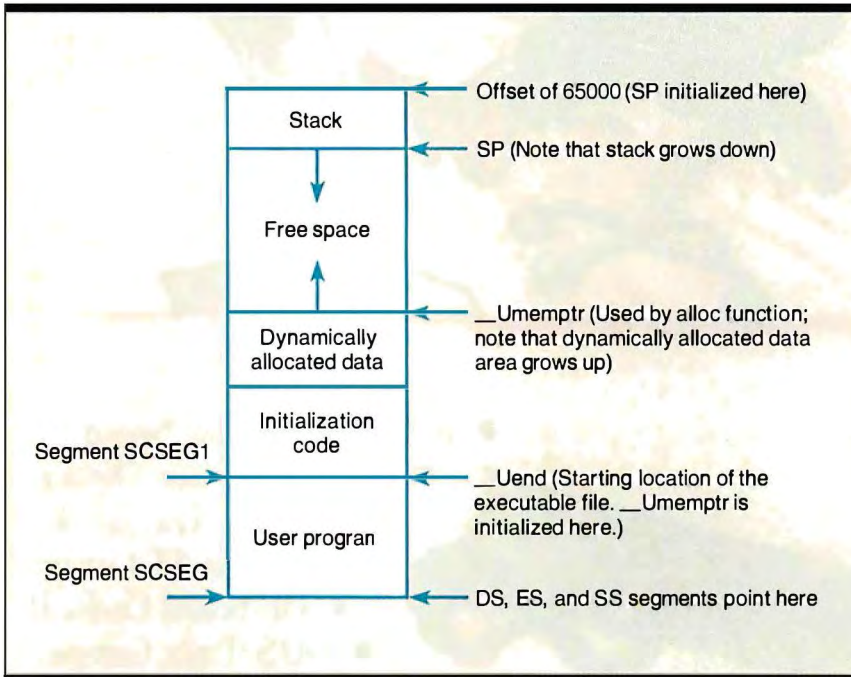 Offset of 65000 (SP initialized here)
Stack
SP (Note that stack grows down)
Free space
__Umemptr (Used by alloc function;
note that dynamically allocated data
area grows up)
Dynamically
allocated data
Initialization
code
Segment SCSEG1
__Uend (Starting location of the
executable file. __Umemptr is
initialized here.)
User progran
Segment SCSEG
DS, ES, and SS segments point here